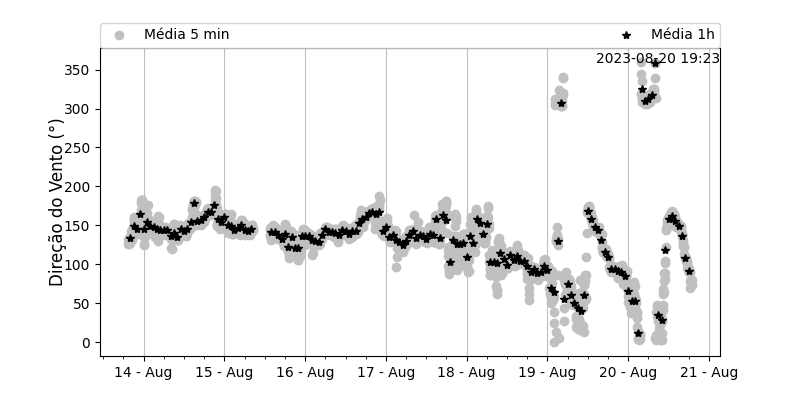 Média 5 min
Média 1h
2023-08-20 19:23
350
300
250
200
150
100
50
0
Direção do Vento (°)
14 - Aug
15 - Aug
16 - Aug
17 - Aug
18 - Aug
19 - Aug
20 - Aug
21 - Aug